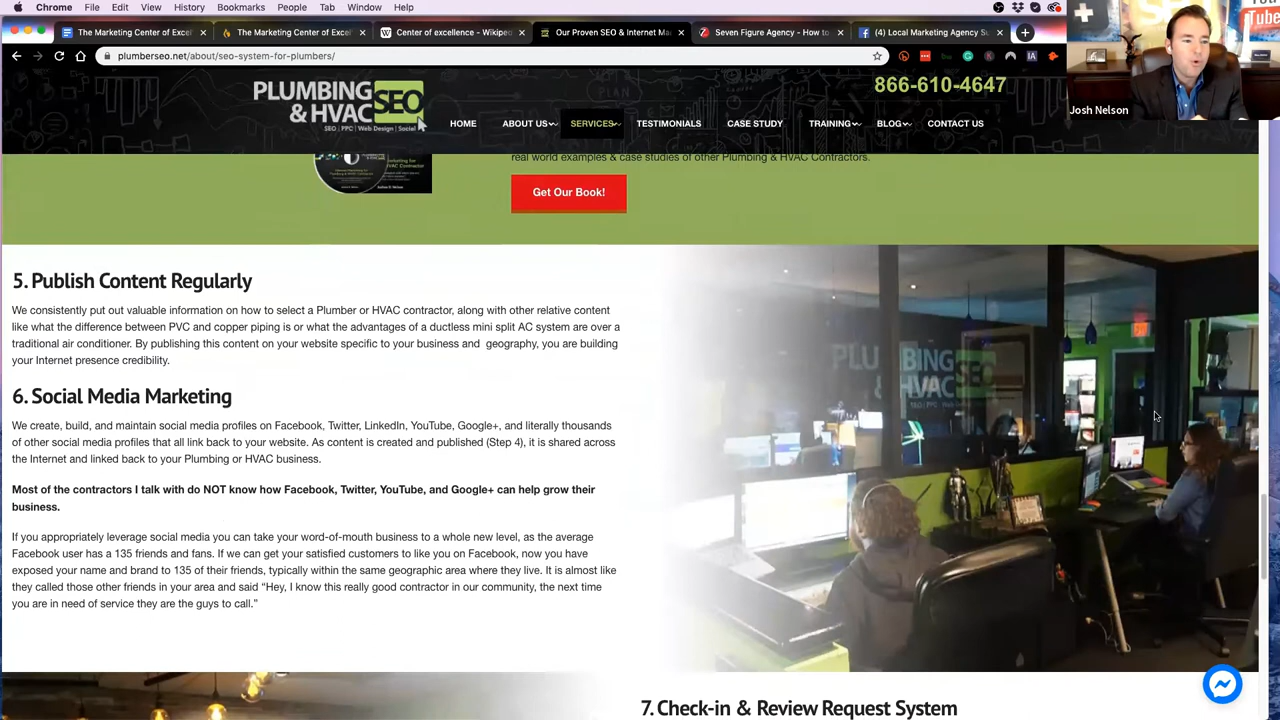 Chrome File Edit View History Bookmarks People Tab Window Help
The Marketing Center of Excel × The Marketing Center of Excel × Center of excellence - Wikipe × Our Proven SEO & Internet Ma × Seven Figure Agency - How to × (4) Local Marketing Agency Su × +
plumberseo.net/about/seo-system-for-plumbers/
You
Tube
Josh Nelson
PLUMBING
& HVAC SEO
SEO | PPC | Web Design | Social
866-610-4647
HOME ABOUT US SERVICES TESTIMONIALS CASE STUDY TRAINING BLOG CONTACT US
real world examples & case studies of other Plumbing & HVAC Contractors.
Get Our Book!
5. Publish Content Regularly
We consistently put out valuable information on how to select a Plumber or HVAC contractor, along with other relative content
like what the difference between PVC and copper piping is or what the advantages of a ductless mini split AC system are over a
traditional air conditioner. By publishing this content on your website specific to your business and geography, you are building
your Internet presence credibility.
6. Social Media Marketing
We create, build, and maintain social media profiles on Facebook, Twitter, LinkedIn, YouTube, Google+, and literally thousands
of other social media profiles that all link back to your website. As content is created and published (Step 4), it is shared across
the Internet and linked back to your Plumbing or HVAC business.
Most of the contractors I talk with do NOT know how Facebook, Twitter, YouTube, and Google+ can help grow their
business.
If you appropriately leverage social media you can take your word-of-mouth business to a whole new level, as the average
Facebook user has a 135 friends and fans. If we can get your satisfied customers to like you on Facebook, now you have
exposed your name and brand to 135 of their friends, typically within the same geographic area where they live. It is almost like
they called those other friends in your area and said “Hey, I know this really good contractor in our community, the next time
you are in need of service they are the guys to call.”
PLUMBING
& HVAC SEO
7. Check-in & Review Request System